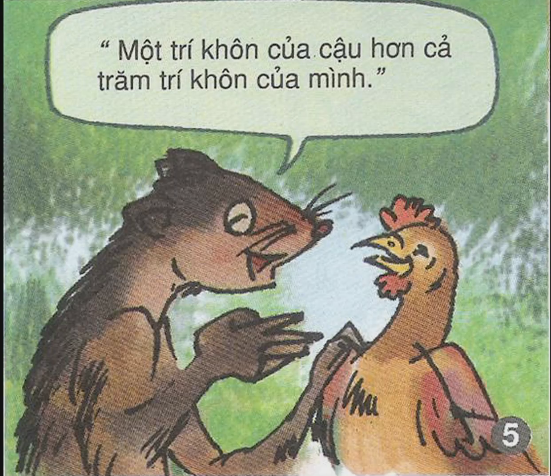 “ Một trí khôn của cậu hơn cả
trăm trí khôn của mình.”
5